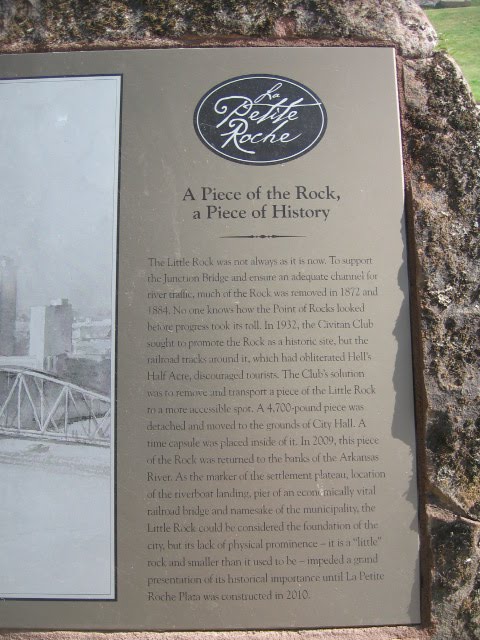 La
Petite
Roche
A Piece of the Rock,
a Piece of History
The Little Rock was not always as it is now. To support
the Junction Bridge and ensure an adequate channel for
river traffic, much of the Rock was removed in 1872 and
1884. No one knows how the Point of Rocks looked
before progress took its toll. In 1932, the Civitan Club
sought to promote the Rock as a historic site, but the
railroad tracks around it, which had obliterated Hell's
Half Acre, discouraged tourists. The Club's solution
was to remove and transport a piece of the Little Rock
to a more accessible spot. A 4,700-pound piece was
detached and moved to the grounds of City Hall. A
time capsule was placed inside of it. In 2009, this piece
of the Rock was returned to the banks of the Arkansas
River. As the marker of the settlement plateau, location
of the riverboat landing, pier of an economically vital
railroad bridge and namesake of the municipality, the
Little Rock could be considered the foundation of the
city, but its lack of physical prominence – it is a "little"
rock and smaller than it used to be – impeded a grand
presentation of its historical importance until La Petite
Roche Plaza was constructed in 2010.